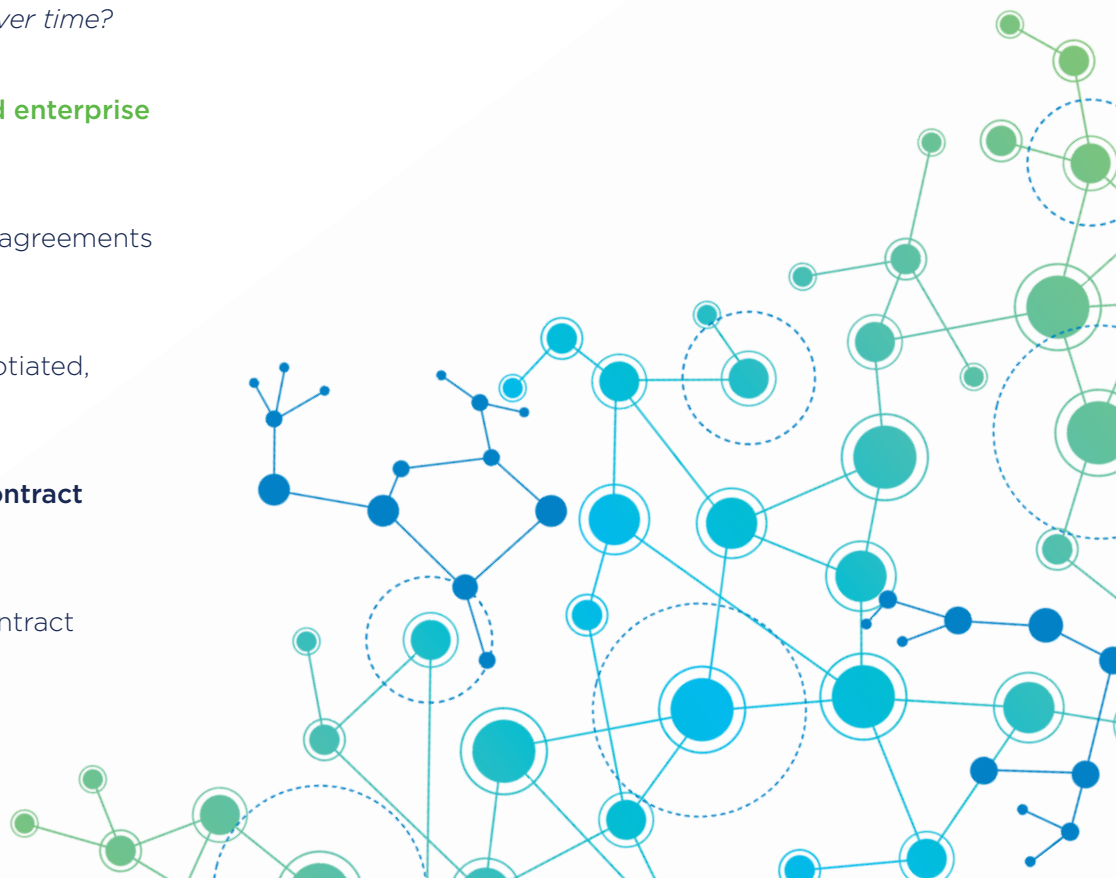 ver time?
d enterprise
agreements
otiated,
ontract
ntract